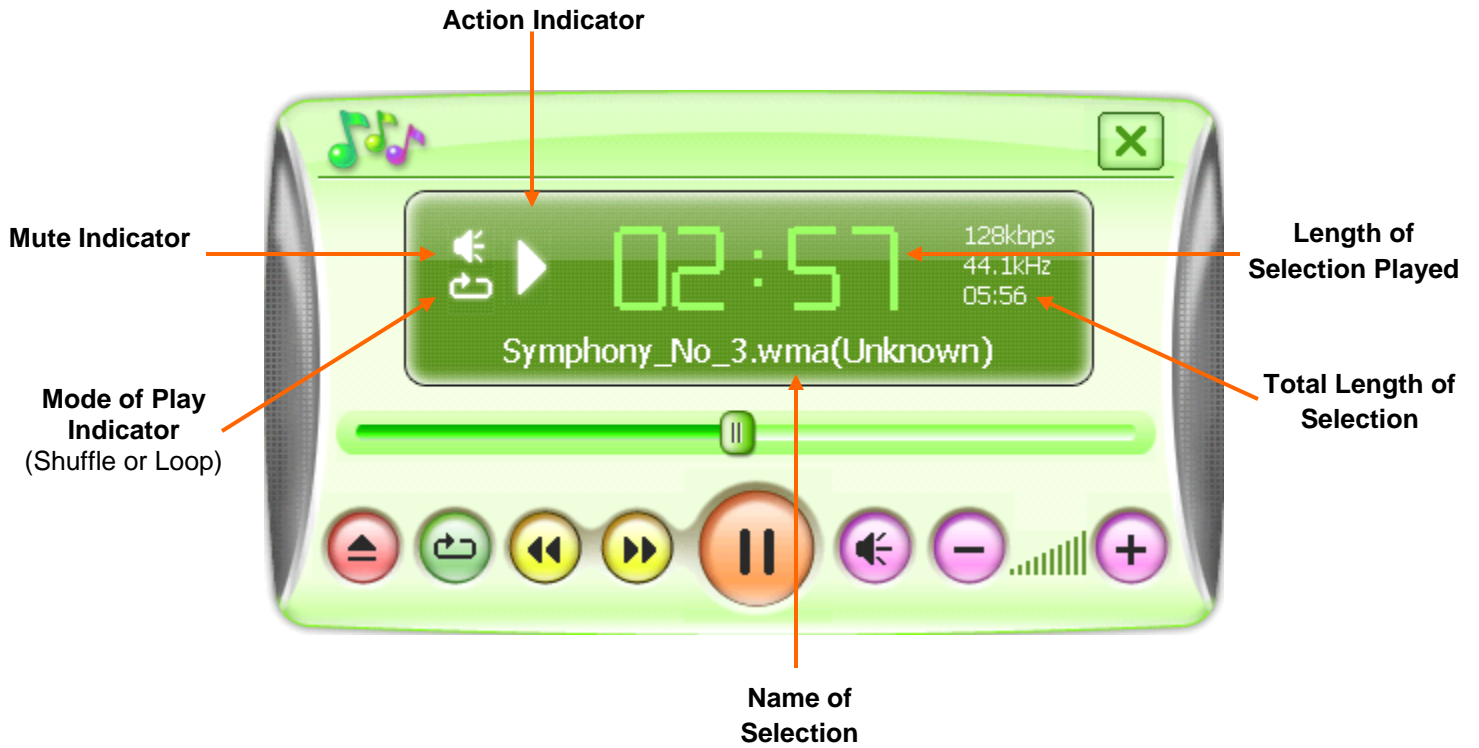 Action Indicator
Mute Indicator
02:57
128kbps
44.1kHz
05:56
Length of
Selection Played
Symphony_No_3.wma(Unknown)
Mode of Play
Indicator
(Shuffle or Loop)
Total Length of
Selection
Name of
Selection